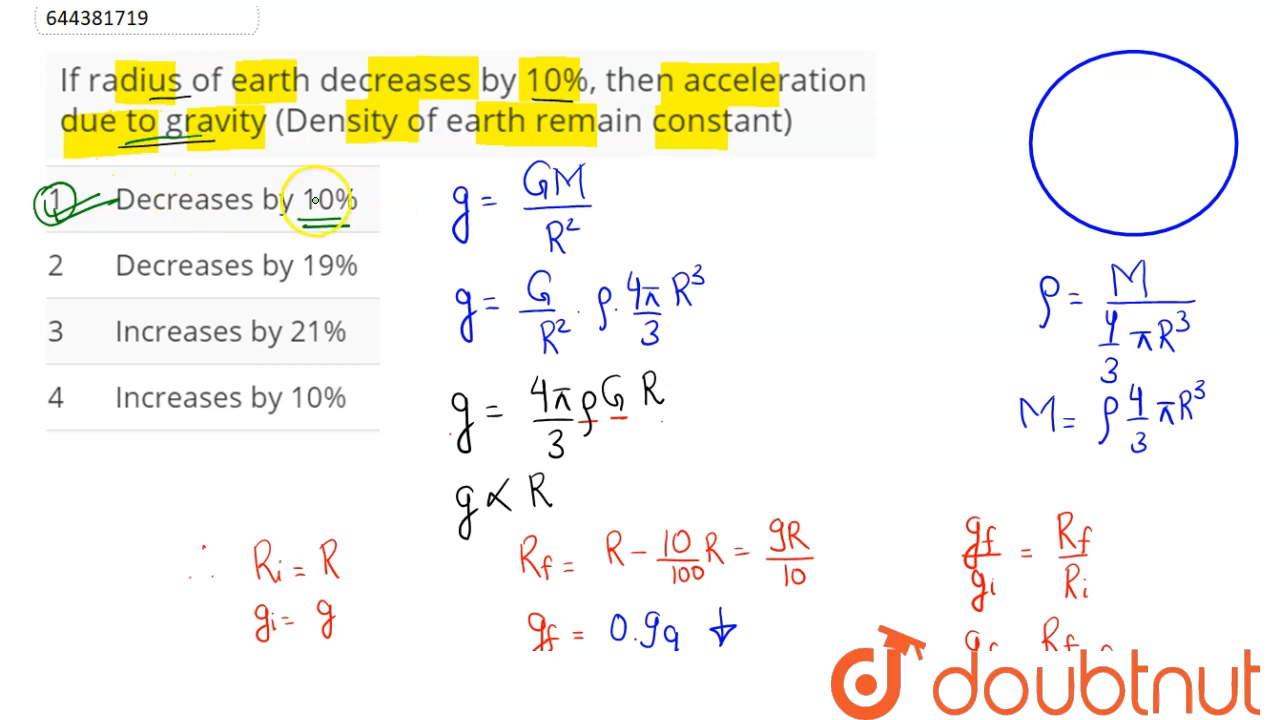 644381719
If radius of earth decreases by 10%, then acceleration
due to gravity (Density of earth remain constant)
1 Decreases by 10%
2 Decreases by 19%
3 Increases by 21%
4 Increases by 10%
g = GM/R²
g = G/R² · ρ · 4π/3 R³
g = 4π/3 ρ G R
g ∝ R
ρ = M/(4/3 πR³)
M = ρ 4/3 πR³
∴ Ri = R
gi = g
Rf = R - 10/100 R = 9R/10
gf = 0.9g ↓
gf/gi = Rf/Ri
doubtnut